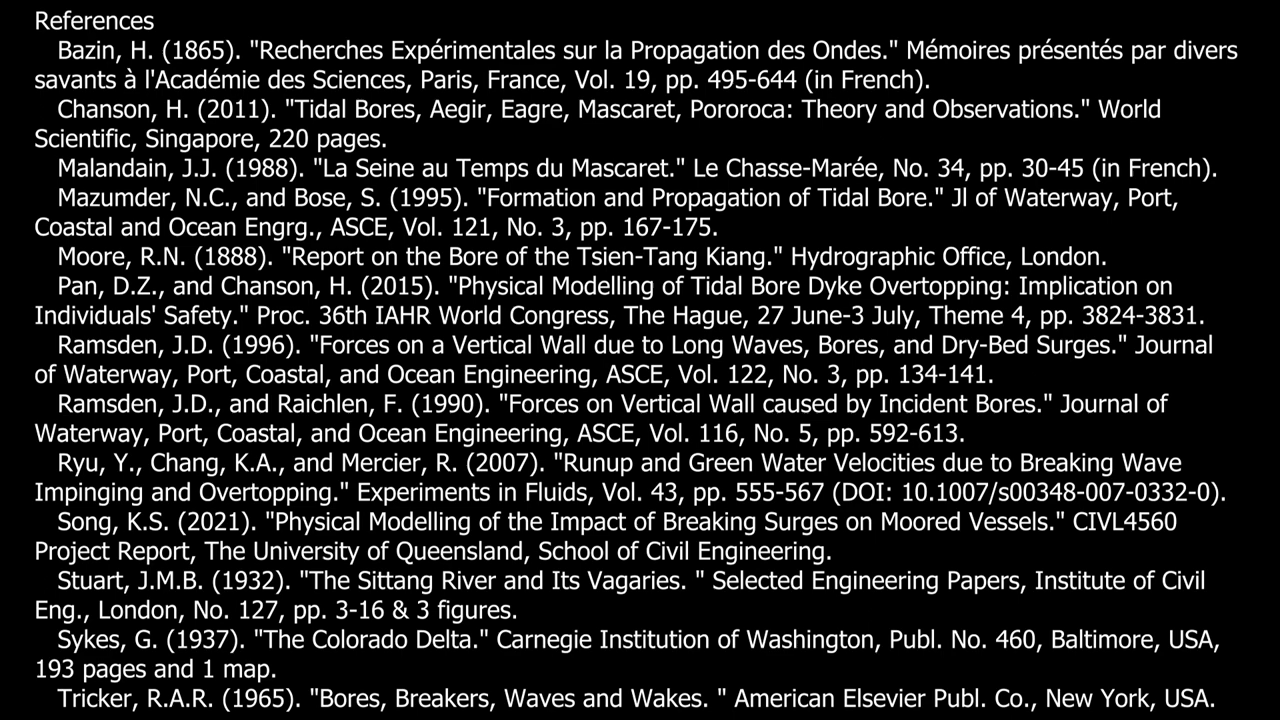 References
Bazin, H. (1865). "Recherches Expérimentales sur la Propagation des Ondes." Mémoires présentés par divers
savants à l'Académie des Sciences, Paris, France, Vol. 19, pp. 495-644 (in French).
Chanson, H. (2011). "Tidal Bores, Aegir, Eagre, Mascaret, Pororoca: Theory and Observations." World
Scientific, Singapore, 220 pages.
Malandain, J.J. (1988). "La Seine au Temps du Mascaret." Le Chasse-Marée, No. 34, pp. 30-45 (in French).
Mazumder, N.C., and Bose, S. (1995). "Formation and Propagation of Tidal Bore." Jl of Waterway, Port,
Coastal and Ocean Engrg., ASCE, Vol. 121, No. 3, pp. 167-175.
Moore, R.N. (1888). "Report on the Bore of the Tsien-Tang Kiang." Hydrographic Office, London.
Pan, D.Z., and Chanson, H. (2015). "Physical Modelling of Tidal Bore Dyke Overtopping: Implication on
Individuals' Safety." Proc. 36th IAHR World Congress, The Hague, 27 June-3 July, Theme 4, pp. 3824-3831.
Ramsden, J.D. (1996). "Forces on a Vertical Wall due to Long Waves, Bores, and Dry-Bed Surges." Journal
of Waterway, Port, Coastal, and Ocean Engineering, ASCE, Vol. 122, No. 3, pp. 134-141.
Ramsden, J.D., and Raichlen, F. (1990). "Forces on Vertical Wall caused by Incident Bores." Journal of
Waterway, Port, Coastal, and Ocean Engineering, ASCE, Vol. 116, No. 5, pp. 592-613.
Ryu, Y., Chang, K.A., and Mercier, R. (2007). "Runup and Green Water Velocities due to Breaking Wave
Impinging and Overtopping." Experiments in Fluids, Vol. 43, pp. 555-567 (DOI: 10.1007/s00348-007-0332-0).
Song, K.S. (2021). "Physical Modelling of the Impact of Breaking Surges on Moored Vessels." CIVL4560
Project Report, The University of Queensland, School of Civil Engineering.
Stuart, J.M.B. (1932). "The Sittang River and Its Vagaries. " Selected Engineering Papers, Institute of Civil
Eng., London, No. 127, pp. 3-16 & 3 figures.
Sykes, G. (1937). "The Colorado Delta." Carnegie Institution of Washington, Publ. No. 460, Baltimore, USA,
193 pages and 1 map.
Tricker, R.A.R. (1965). "Bores, Breakers, Waves and Wakes. " American Elsevier Publ. Co., New York, USA.